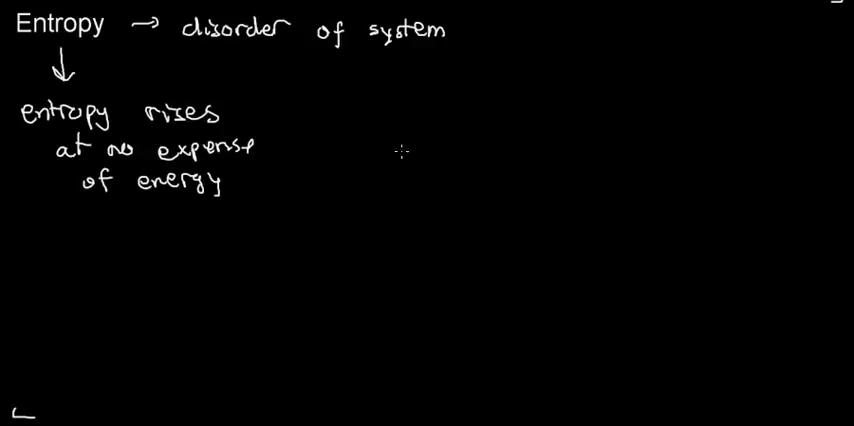 Entropy → disorder of system
↓
entropy rises
at no expense
of energy